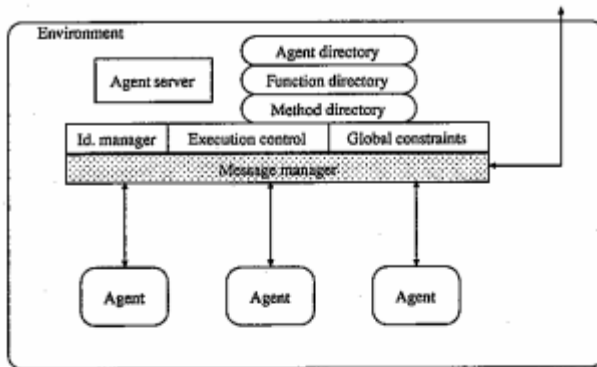 Environment
Agent directory
Agent server
Function directory
Method directory
Id. manager
Execution control
Global constraints
Message manager
Agent
Agent
Agent